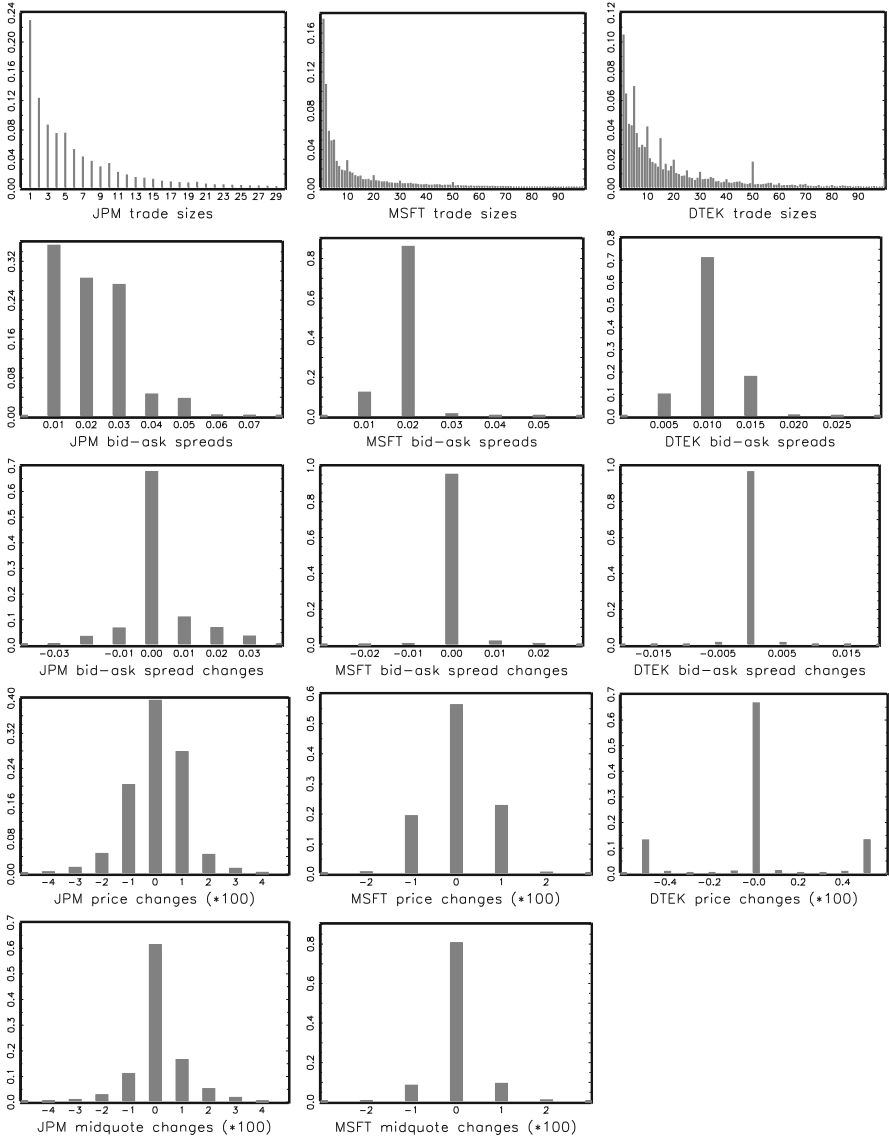 0.00 0.04 0.08 0.12 0.16 0.20 0.24
1 3 5 7 9 11 13 15 17 19 21 23 25 27 29
JPM trade sizes
0.00 0.04 0.08 0.12 0.16
10 20 30 40 50 60 70 80 90
MSFT trade sizes
0.00 0.02 0.04 0.06 0.08 0.10 0.12
10 20 30 40 50 60 70 80 90
DTEK trade sizes
0.00 0.08 0.16 0.24 0.32
0.01 0.02 0.03 0.04 0.05 0.06 0.07
JPM bid-ask spreads
0.0 0.2 0.4 0.6 0.8
0.01 0.02 0.03 0.04 0.05
MSFT bid-ask spreads
0.0 0.1 0.2 0.3 0.4 0.5 0.6 0.7 0.8
0.005 0.010 0.015 0.020 0.025
DTEK bid-ask spreads
0.0 0.1 0.2 0.3 0.4 0.5 0.6 0.7
-0.03 -0.01 0.00 0.01 0.02 0.03
JPM bid-ask spread changes
0.0 0.2 0.4 0.6 0.8 1.0
-0.02 -0.01 0.00 0.01 0.02
MSFT bid-ask spread changes
0.0 0.2 0.4 0.6 0.8 1.0
-0.015 -0.005 0.005 0.015
DTEK bid-ask spread changes
0.00 0.08 0.16 0.24 0.32 0.40
-4 -3 -2 -1 0 1 2 3 4
JPM price changes (*100)
0.0 0.1 0.2 0.3 0.4 0.5 0.6
-2 -1 0 1 2
MSFT price changes (*100)
0.0 0.1 0.2 0.3 0.4 0.5 0.6 0.7
-0.4 -0.2 -0.0 0.2 0.4
DTEK price changes (*100)
0.0 0.1 0.2 0.3 0.4 0.5 0.6 0.7
-4 -3 -2 -1 0 1 2 3 4
JPM midquote changes (*100)
0.0 0.2 0.4 0.6 0.8
-2 -1 0 1 2
MSFT midquote changes (*100)